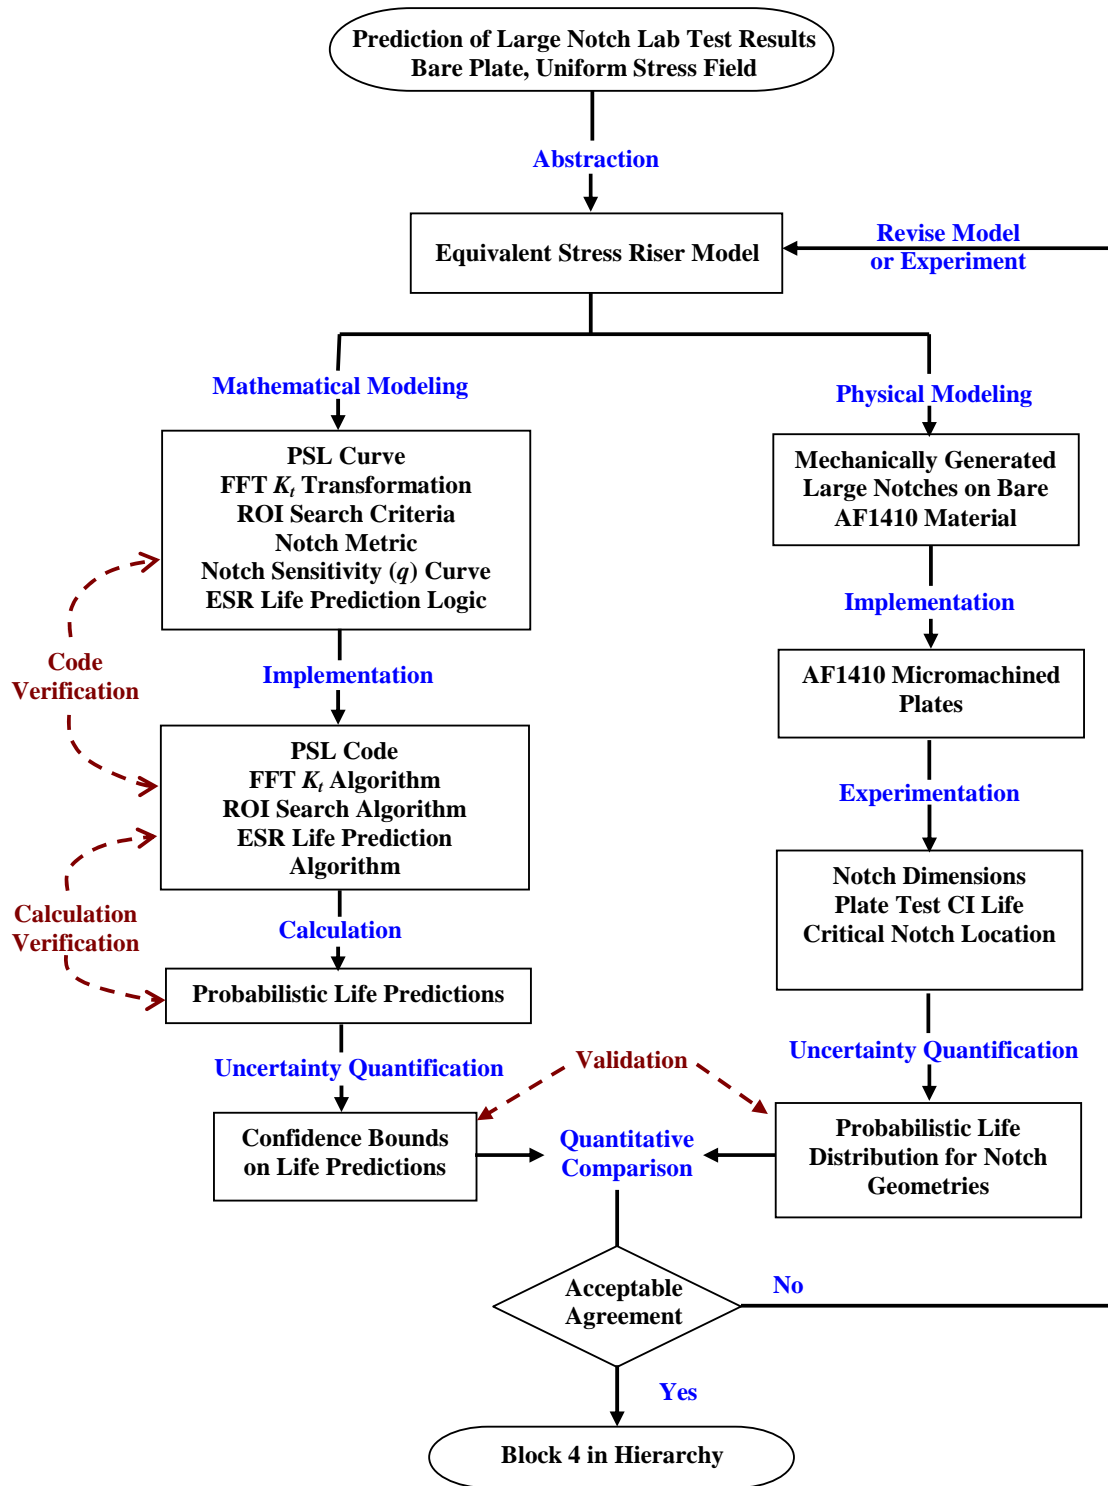 Prediction of Large Notch Lab Test Results
Bare Plate, Uniform Stress Field
Abstraction
Equivalent Stress Riser Model
Revise Model
or Experiment
Mathematical Modeling
PSL Curve
FFT Kt Transformation
ROI Search Criteria
Notch Metric
Notch Sensitivity (q) Curve
ESR Life Prediction Logic
Code
Verification
Implementation
PSL Code
FFT Kt Algorithm
ROI Search Algorithm
ESR Life Prediction
Algorithm
Calculation
Verification
Calculation
Probabilistic Life Predictions
Uncertainty Quantification
Confidence Bounds
on Life Predictions
Physical Modeling
Mechanically Generated
Large Notches on Bare
AF1410 Material
Implementation
AF1410 Micromachined
Plates
Experimentation
Notch Dimensions
Plate Test CI Life
Critical Notch Location
Uncertainty Quantification
Probabilistic Life
Distribution for Notch
Geometries
Validation
Quantitative
Comparison
Acceptable
Agreement
No
Yes
Block 4 in Hierarchy